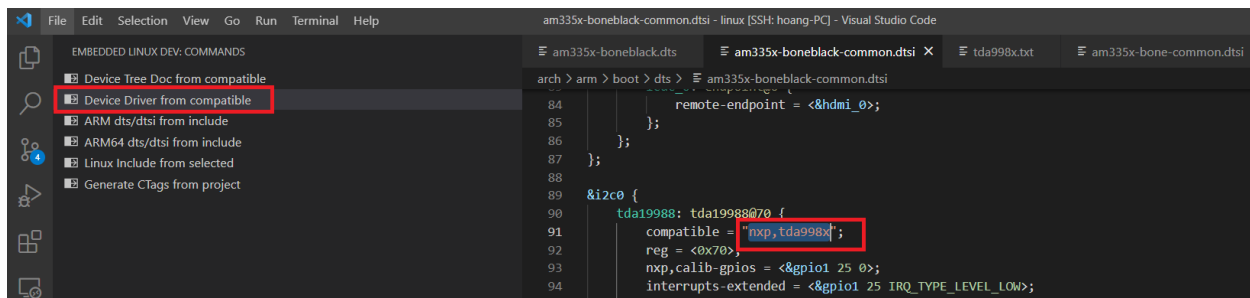 File Edit Selection View Go Run Terminal Help am335x-boneblack-common.dtsi - linux [SSH: hoang-PC] - Visual Studio Code
EMBEDDED LINUX DEV: COMMANDS
Device Tree Doc from compatible
Device Driver from compatible
ARM dts/dtsi from include
ARM64 dts/dtsi from include
Linux Include from selected
Generate CTags from project
4
am335x-boneblack.dts am335x-boneblack-common.dtsi tda998x.txt am335x-bone-common.dtsi
arch > arm > boot > dts > am335x-boneblack-common.dtsi
84 remote-endpoint = <&hdmi_0>;
85 };
86 };
87 };
88
89 &i2c0 {
90 tda19988: tda19988@70 {
91 compatible = "nxp,tda998x";
92 reg = <0x70>;
93 nxp,calib-gpios = <&gpio1 25 0>;
94 interrupts-extended = <&gpio1 25 IRQ_TYPE_LEVEL_LOW>;